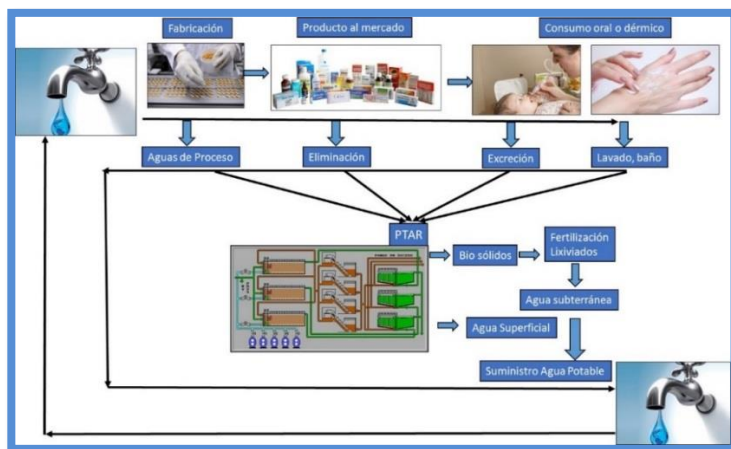 Fabricación
Producto al mercado
Consumo oral o dérmico
Aguas de Proceso
Eliminación
Excreción
Lavado, baño
PTAR
Bio sólidos
Fertilización
Lixiviados
Agua subterránea
Agua Superficial
Suministro Agua Potable